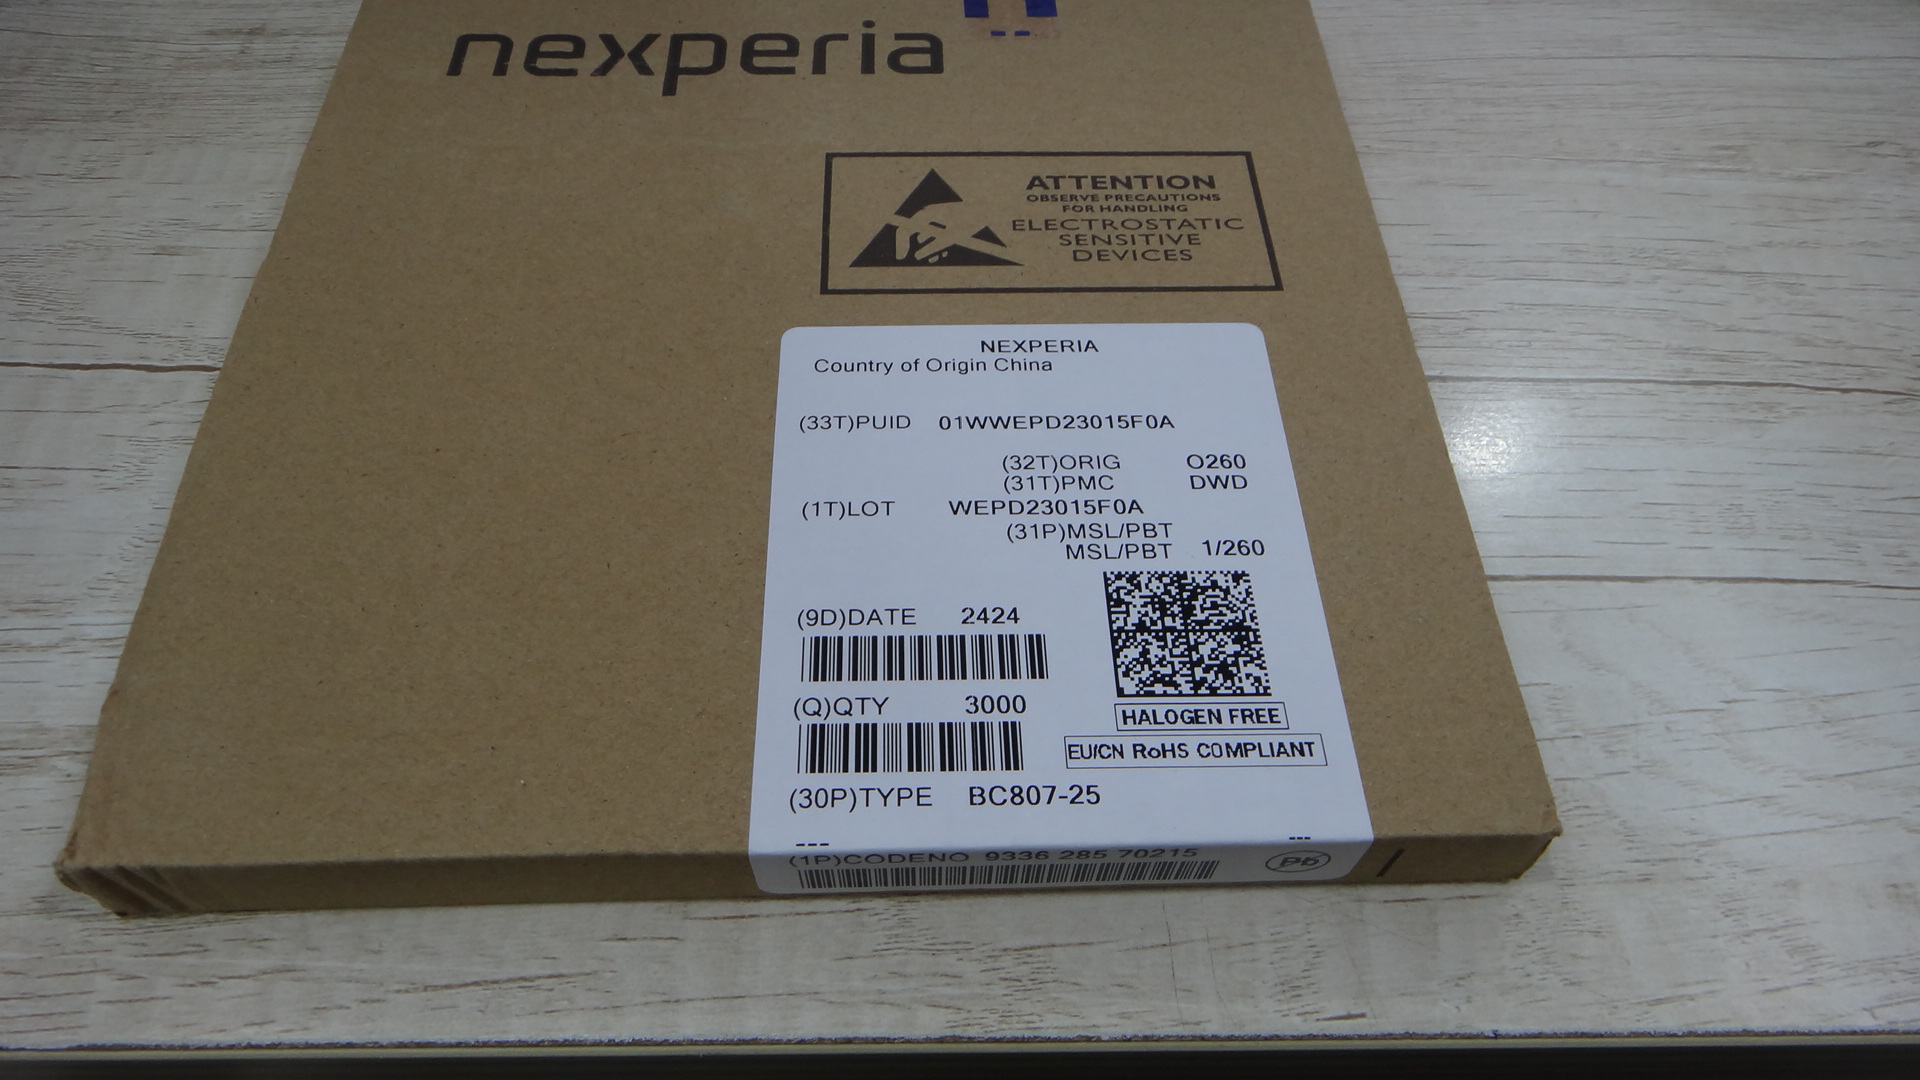 nexperia
ATTENTION
OBSERVE PRECAUTIONS
FOR HANDLING
ELECTROSTATIC
SENSITIVE
DEVICES
NEXPERIA
Country of Origin China
(33T)PUID 01WWEPD23015F0A
(32T)ORIG O260
(31T)PMC DWD
(1T)LOT WEPD23015F0A
(31P)MSL/PBT
MSL/PBT 1/260
(9D)DATE 2424
(Q)QTY 3000
HALOGEN FREE
EU/CN RoHS COMPLIANT
(30P)TYPE BC807-25
(1P)CODENO 9336 285 70215
Pb